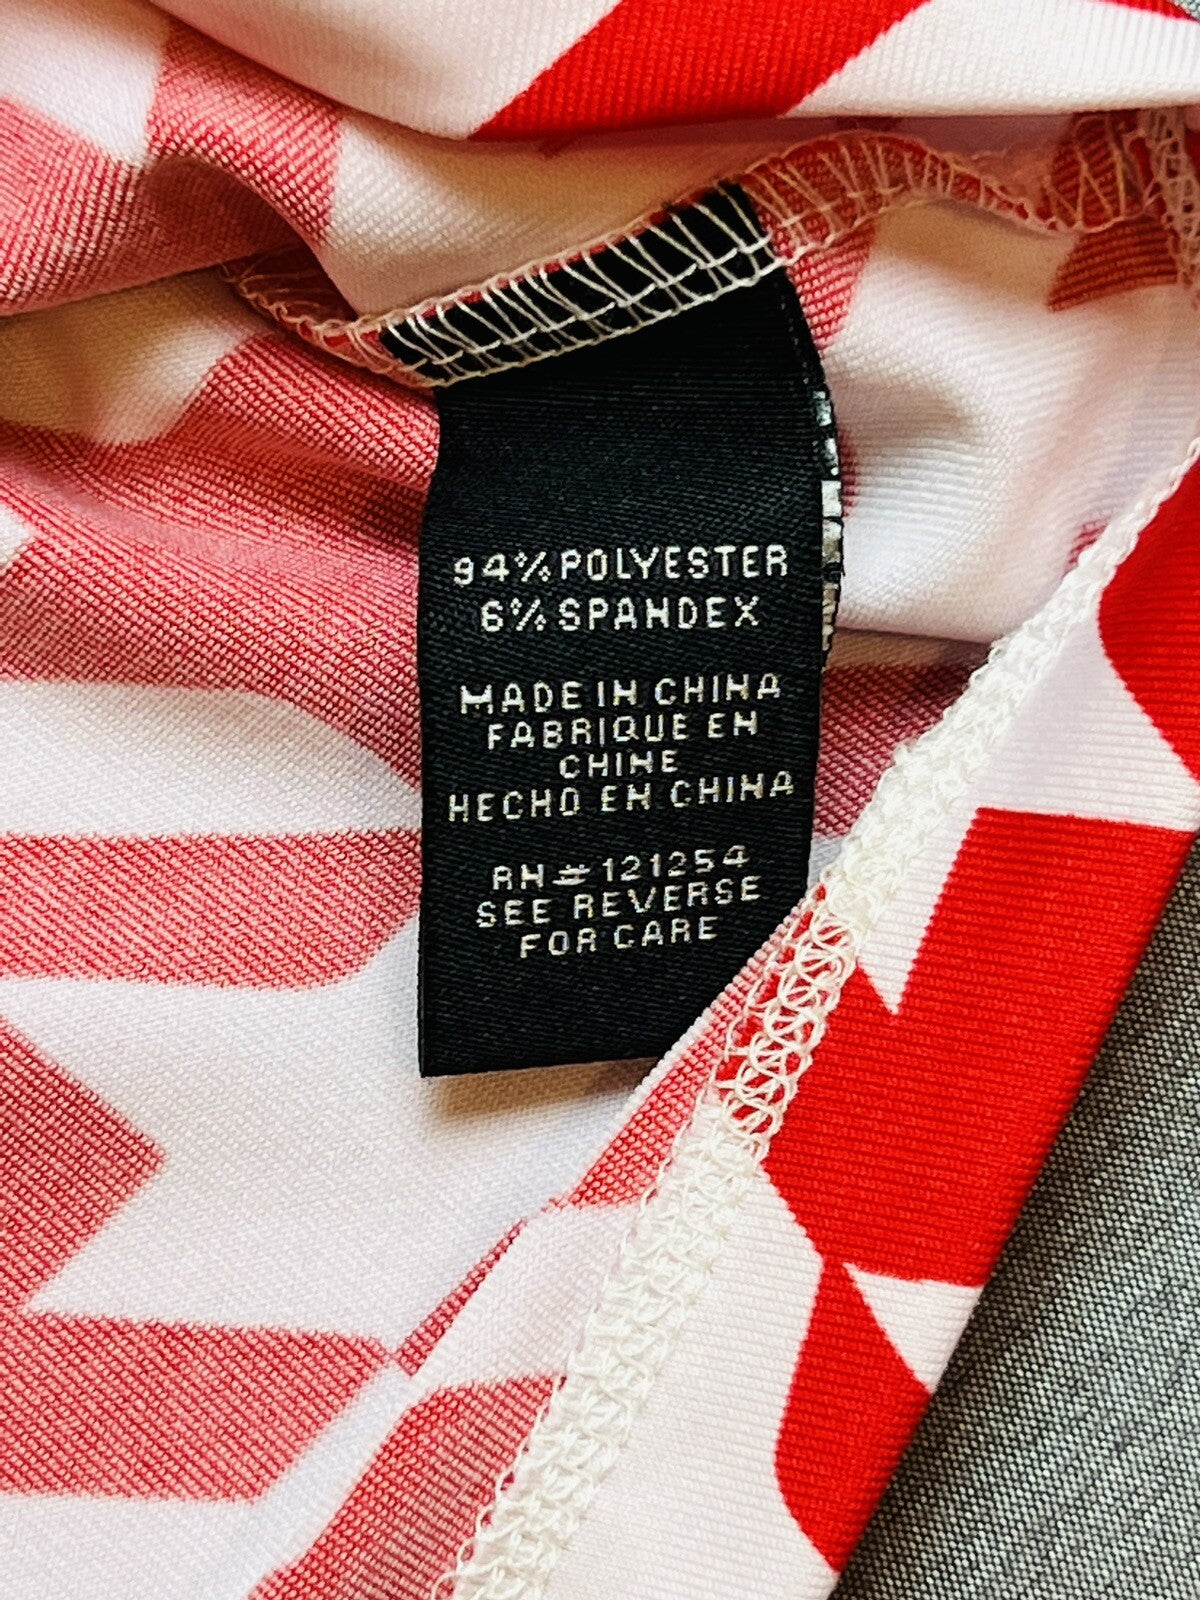 94% POLYESTER
6% SPANDEX
MADE IN CHINA
FABRIQUE EN
CHINE
HECHO EN CHINA
RN# 121254
SEE REVERSE
FOR CARE